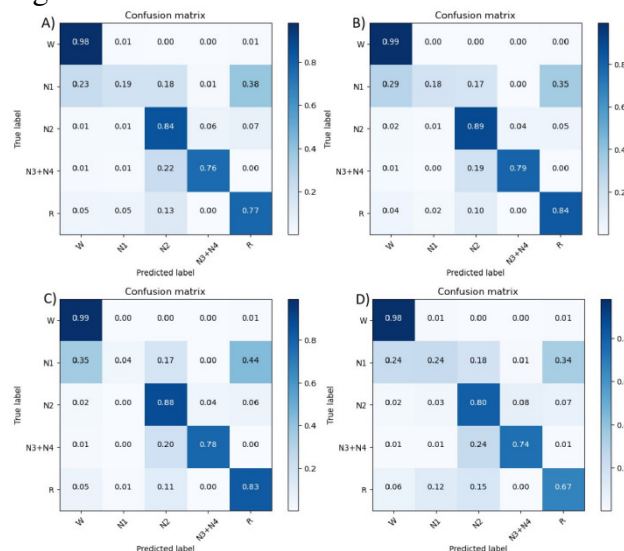 A) Confusion matrix
W 0.98 0.01 0.00 0.00 0.01
N1 0.23 0.19 0.18 0.01 0.38
N2 0.01 0.01 0.84 0.06 0.07
N3+N4 0.01 0.01 0.22 0.76 0.00
R 0.05 0.05 0.13 0.00 0.77
W N1 N2 N3+N4 R
True label
Predicted label
0.8
0.6
0.4
0.2
B) Confusion matrix
W 0.99 0.00 0.00 0.00 0.00
N1 0.29 0.18 0.17 0.00 0.35
N2 0.02 0.01 0.89 0.04 0.05
N3+N4 0.01 0.00 0.19 0.79 0.00
R 0.04 0.02 0.10 0.00 0.84
W N1 N2 N3+N4 R
True label
Predicted label
0.8
0.6
0.4
0.2
C) Confusion matrix
W 0.99 0.00 0.00 0.00 0.01
N1 0.35 0.04 0.17 0.00 0.44
N2 0.02 0.00 0.88 0.04 0.06
N3+N4 0.01 0.00 0.20 0.78 0.00
R 0.05 0.01 0.11 0.00 0.83
W N1 N2 N3+N4 R
True label
Predicted label
0.8
0.6
0.4
0.2
D) Confusion matrix
W 0.98 0.01 0.00 0.00 0.01
N1 0.24 0.24 0.18 0.01 0.34
N2 0.02 0.03 0.80 0.08 0.07
N3+N4 0.01 0.01 0.24 0.74 0.01
R 0.06 0.12 0.15 0.00 0.67
W N1 N2 N3+N4 R
True label
Predicted label
0.8
0.6
0.4
0.2